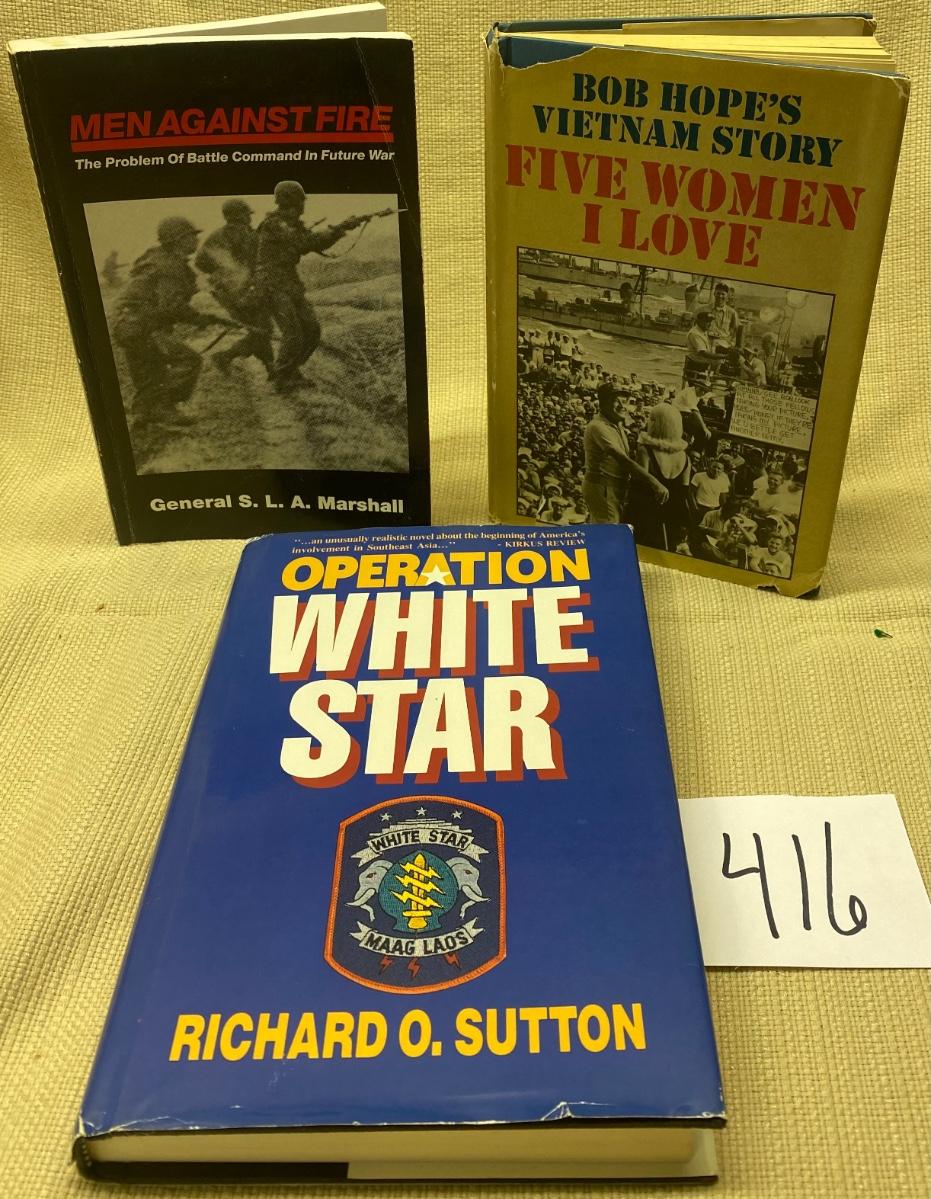 MEN AGAINST FIRE
The Problem Of Battle Command In Future War
General S. L. A. Marshall
BOB HOPE'S
VIETNAM STORY
FIVE WOMEN
I LOVE
"...an unusually realistic novel about the beginning of America's
involvement in Southeast Asia..." - KIRKUS REVIEW
OPERATION
WHITE
STAR
WHITE STAR
MAAG LAOS
RICHARD O. SUTTON
416